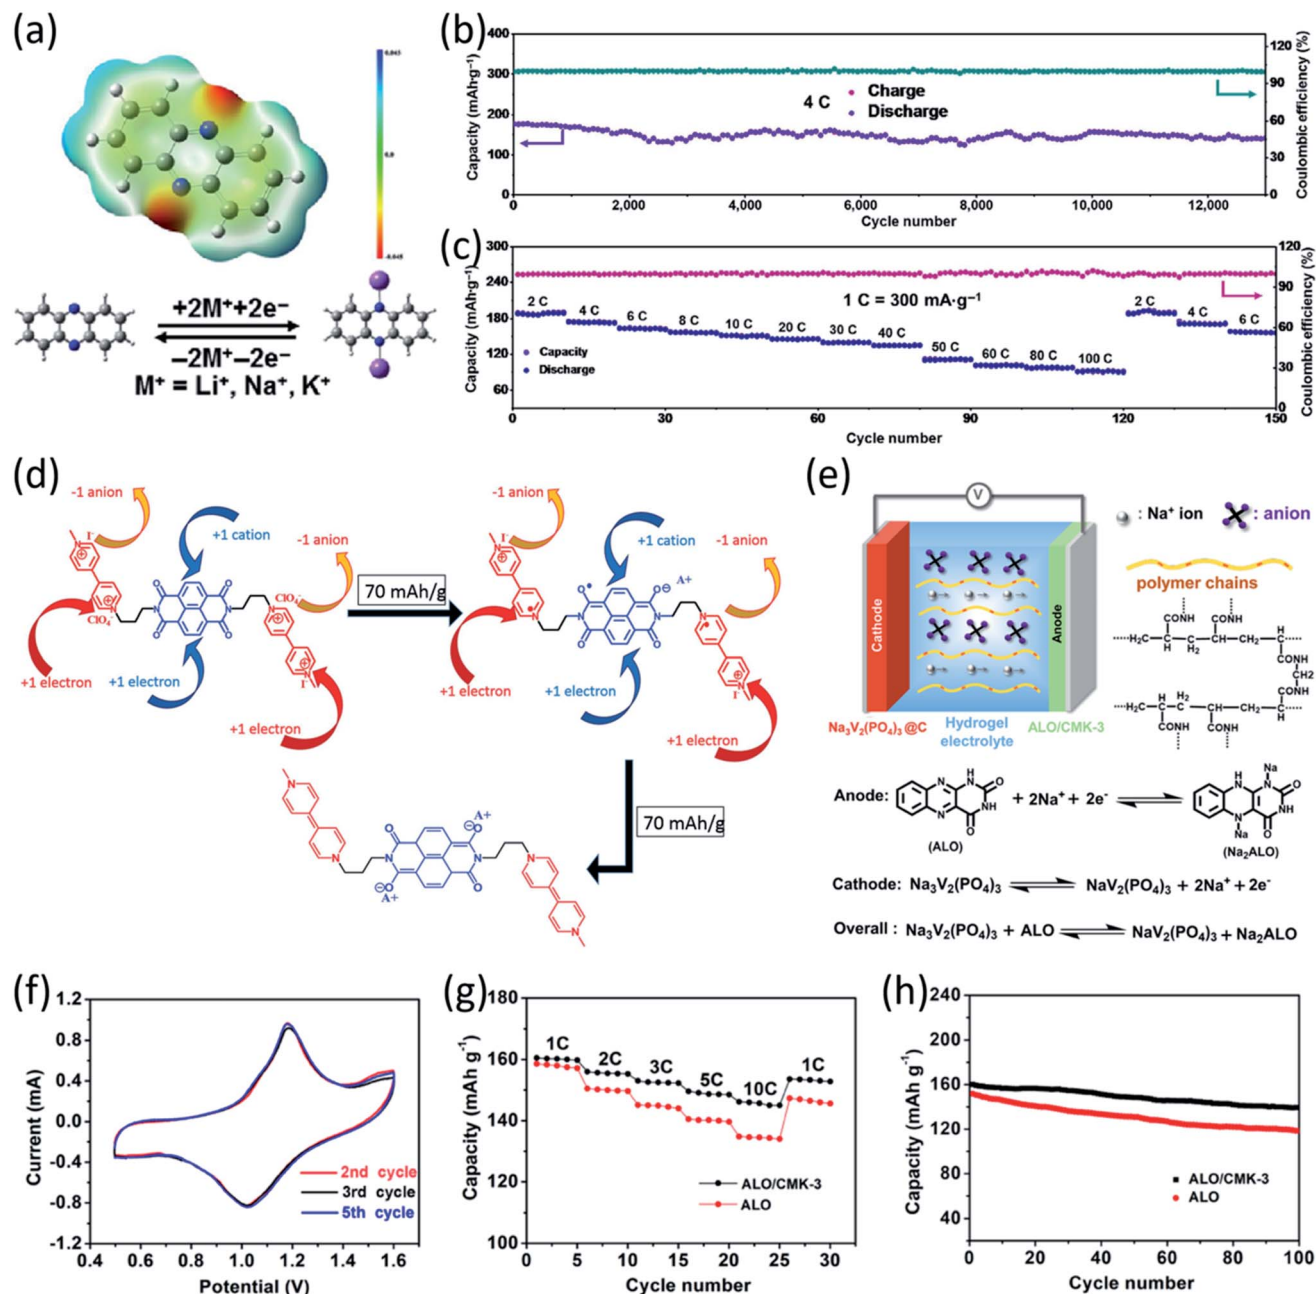 (a)
0.045
0.0
-0.045
+2M⁺+2e⁻
−2M⁺−2e⁻
M⁺ = Li⁺, Na⁺, K⁺
(b)
400
300
200
100
0
Capacity (mAh·g⁻¹)
4 C
Charge
Discharge
120
90
60
30
0
Coulombic efficiency (%)
0
2,000
4,000
6,000
8,000
10,000
12,000
Cycle number
(c)
300
240
180
120
60
Capacity (mAh·g⁻¹)
1 C = 300 mA·g⁻¹
2 C
4 C
6 C
8 C
10 C
20 C
30 C
40 C
50 C
60 C
80 C
100 C
2 C
4 C
6 C
Capacity
Discharge
120
90
60
30
0
Coulombic efficiency (%)
0
30
60
90
120
150
Cycle number
(d)
-1 anion
+1 cation
-1 anion
I⁻
ClO₄⁻
ClO₄⁻
I⁻
+1 electron
+1 electron
+1 electron
70 mAh/g
-1 anion
+1 cation
-1 anion
I⁻
A+
I⁻
+1 electron
+1 electron
+1 electron
70 mAh/g
A+
A+
(e)
V
: Na⁺ ion
: anion
polymer chains
Cathode
Anode
Na₃V₂(PO₄)₃@C
Hydrogel
electrolyte
ALO/CMK-3
Anode:
+ 2Na⁺ + 2e⁻
(ALO)
(Na₂ALO)
Cathode: Na₃V₂(PO₄)₃
NaV₂(PO₄)₃ + 2Na⁺ + 2e⁻
Overall : Na₃V₂(PO₄)₃ + ALO
NaV₂(PO₄)₃ + Na₂ALO
(f)
1.2
0.8
0.4
0.0
-0.4
-0.8
-1.2
Current (mA)
2nd cycle
3rd cycle
5th cycle
0.4
0.6
0.8
1.0
1.2
1.4
1.6
Potential (V)
(g)
180
160
140
120
100
Capacity (mAh g⁻¹)
1C
2C
3C
5C
10C
1C
ALO/CMK-3
ALO
0
5
10
15
20
25
30
Cycle number
(h)
240
200
160
120
80
40
Capacity (mAh g⁻¹)
ALO/CMK-3
ALO
0
20
40
60
80
100
Cycle number